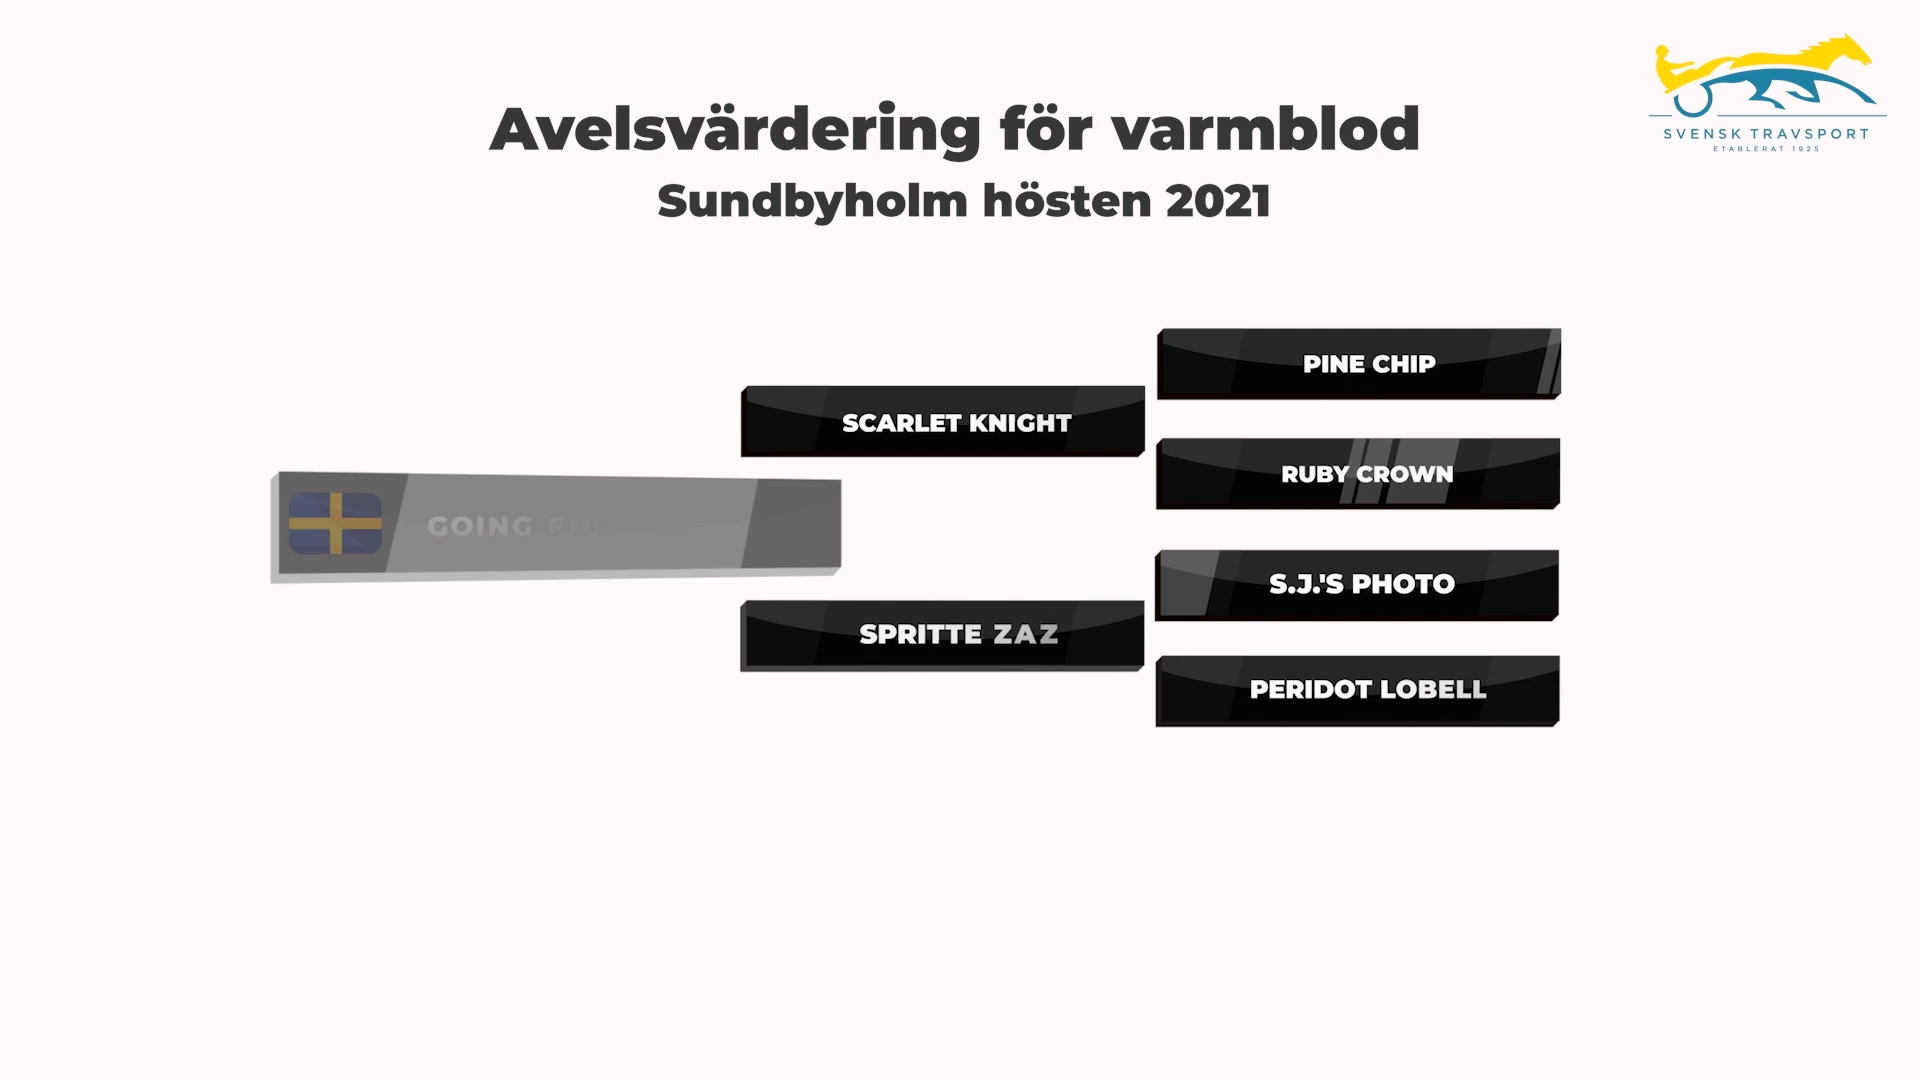 Avelsvärdering för varmblod
Sundbyholm hösten 2021
SVENSK TRAVSPORT
ETABLERAT 1925
PINE CHIP
SCARLET KNIGHT
RUBY CROWN
GOING
S.J.'S PHOTO
SPRITTE ZAZ
PERIDOT LOBELL